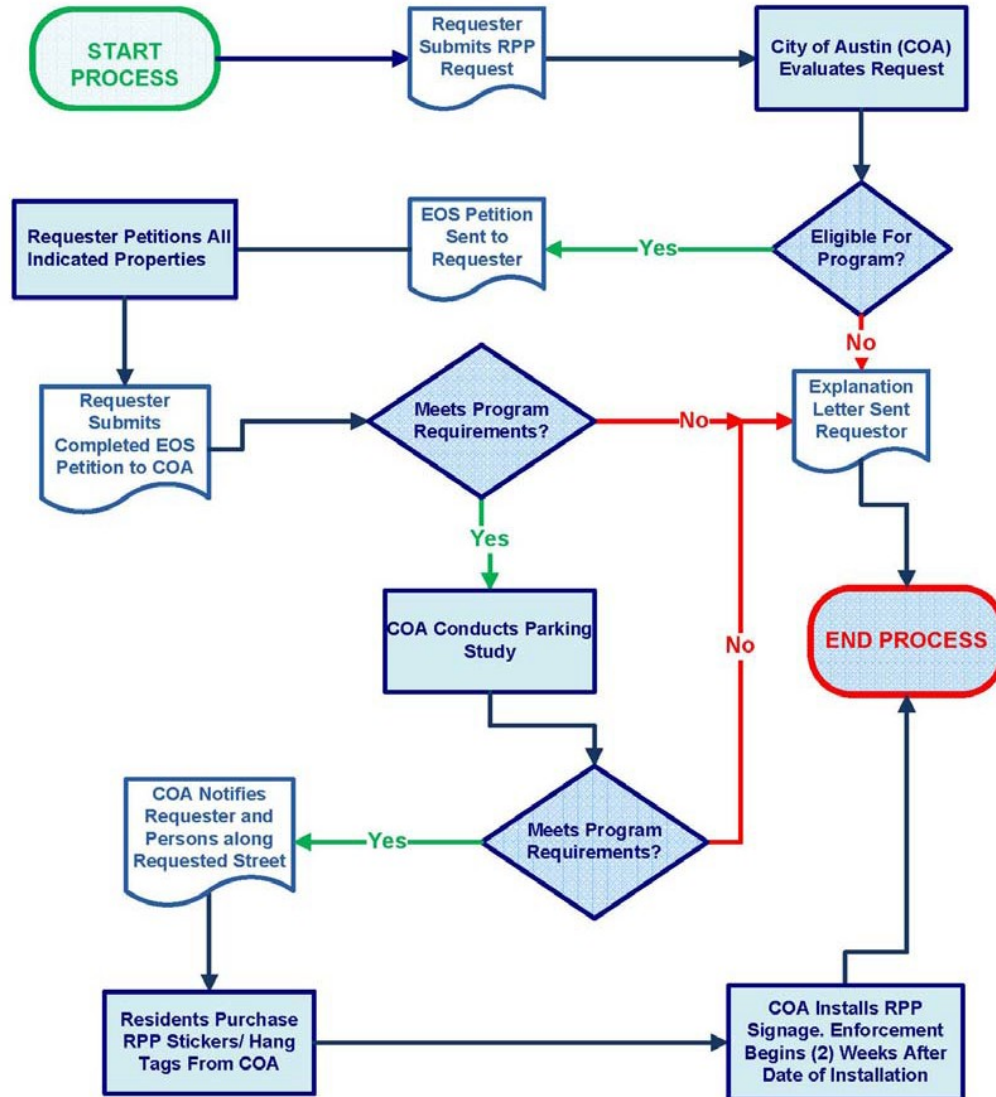 START
PROCESS
Requester
Submits RPP
Request
City of Austin (COA)
Evaluates Request
Requester Petitions All
Indicated Properties
EOS Petition
Sent to
Requester
Yes
Eligible For
Program?
No
Requester
Submits
Completed EOS
Petition to COA
Meets Program
Requirements?
No
Explanation
Letter Sent
Requestor
Yes
COA Conducts Parking
Study
No
END PROCESS
COA Notifies
Requester and
Persons along
Requested Street
Yes
Meets Program
Requirements?
Residents Purchase
RPP Stickers/ Hang
Tags From COA
COA Installs RPP
Signage. Enforcement
Begins (2) Weeks After
Date of Installation